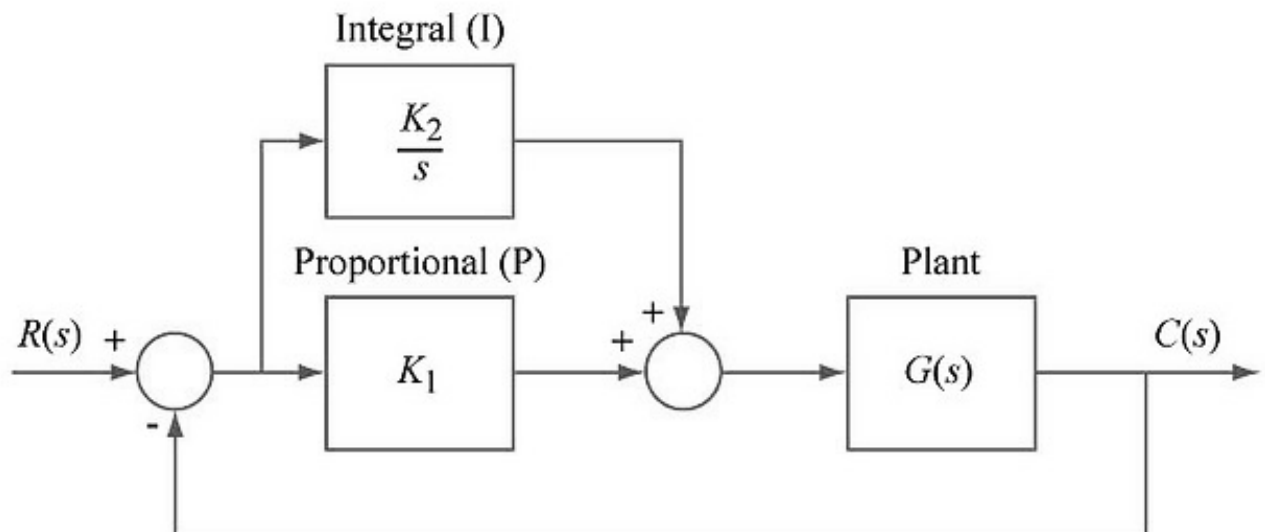 Integral (I)
K₂
s
Proportional (P)
Plant
R(s)
+
+
+
C(s)
K₁
G(s)
-